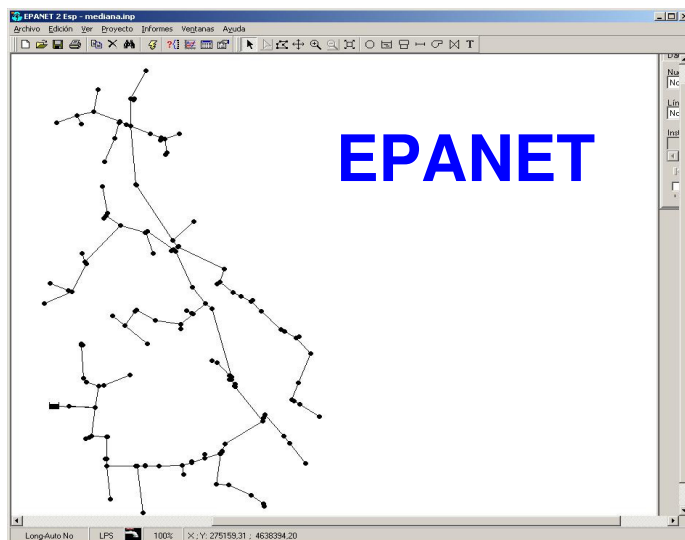 EPANET 2 Esp - mediana.inp
Archivo Edición Ver Proyecto Informes Ventanas Ayuda
T
EPANET
Long-Auto No LPS 100% X ; Y: 275159,31 ; 4638394,20